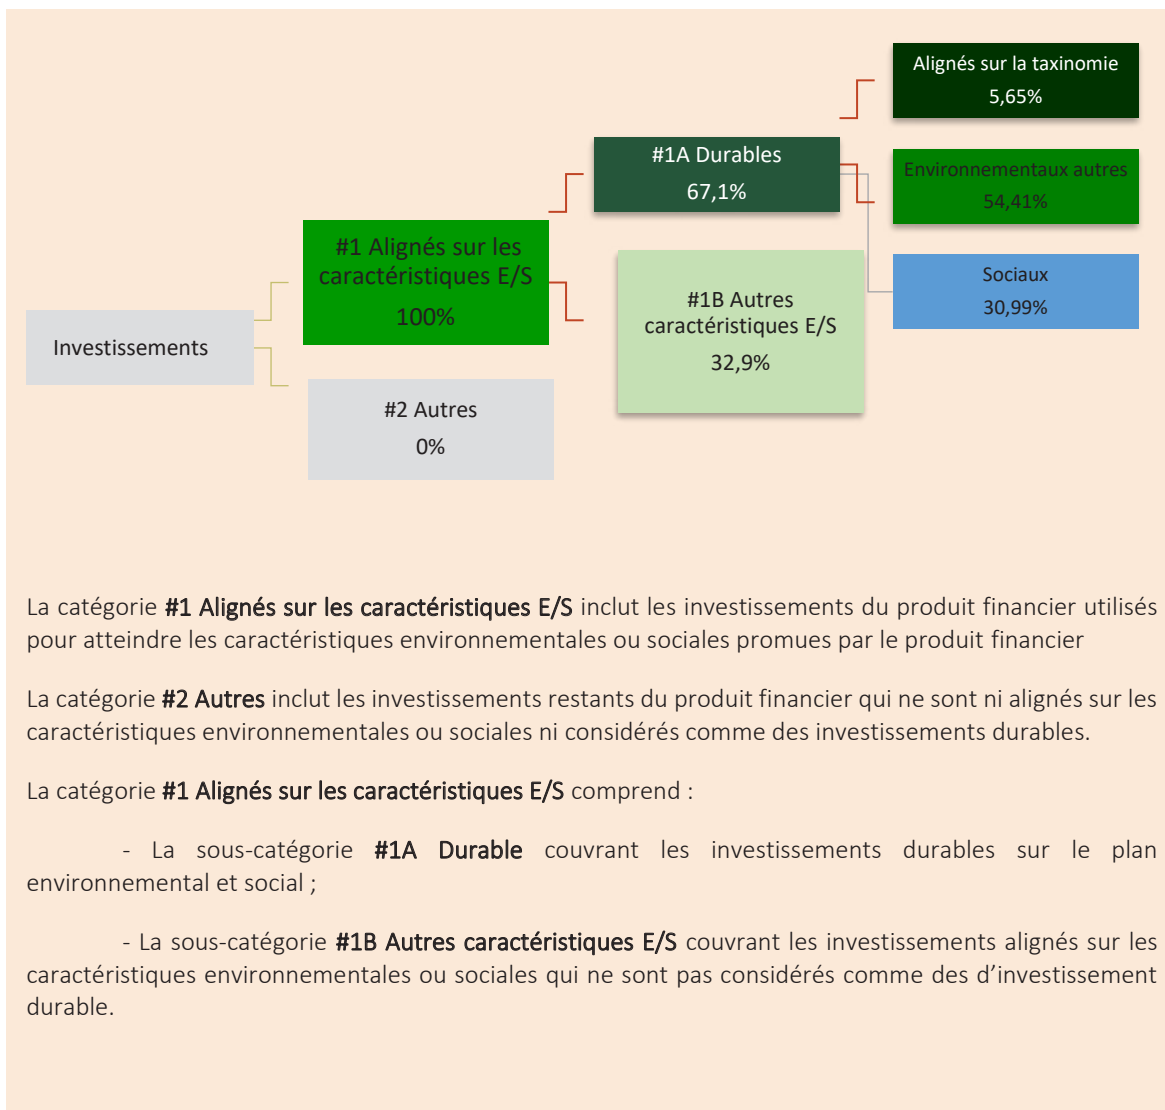 Alignés sur la taxinomie
5,65%
#1A Durables
67,1%
Environnementaux autres
54,41%
#1 Alignés sur les
caractéristiques E/S
100%
#1B Autres
caractéristiques E/S
32,9%
Sociaux
30,99%
Investissements
#2 Autres
0%
La catégorie #1 Alignés sur les caractéristiques E/S inclut les investissements du produit financier utilisés
pour atteindre les caractéristiques environnementales ou sociales promues par le produit financier
La catégorie #2 Autres inclut les investissements restants du produit financier qui ne sont ni alignés sur les
caractéristiques environnementales ou sociales ni considérés comme des investissements durables.
La catégorie #1 Alignés sur les caractéristiques E/S comprend :
- La sous-catégorie #1A Durable couvrant les investissements durables sur le plan
environnemental et social ;
- La sous-catégorie #1B Autres caractéristiques E/S couvrant les investissements alignés sur les
caractéristiques environnementales ou sociales qui ne sont pas considérés comme des d’investissement
durable.